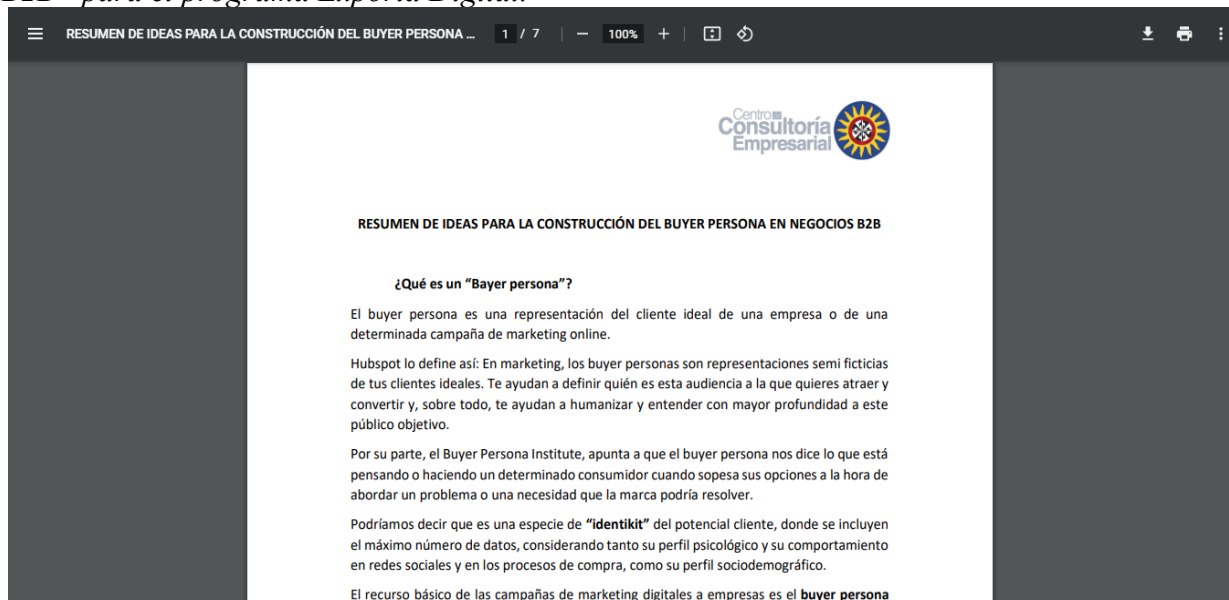 para el programa Exporta Digital.
RESUMEN DE IDEAS PARA LA CONSTRUCCIÓN DEL BUYER PERSONA ... 1 / 7 100%
Centro
Consultoría
Empresarial
RESUMEN DE IDEAS PARA LA CONSTRUCCIÓN DEL BUYER PERSONA EN NEGOCIOS B2B
¿Qué es un “Bayer persona”?
El buyer persona es una representación del cliente ideal de una empresa o de una
determinada campaña de marketing online.
Hubspot lo define así: En marketing, los buyer personas son representaciones semi ficticias
de tus clientes ideales. Te ayudan a definir quién es esta audiencia a la que quieres atraer y
convertir y, sobre todo, te ayudan a humanizar y entender con mayor profundidad a este
público objetivo.
Por su parte, el Buyer Persona Institute, apunta a que el buyer persona nos dice lo que está
pensando o haciendo un determinado consumidor cuando sopesa sus opciones a la hora de
abordar un problema o una necesidad que la marca podría resolver.
Podríamos decir que es una especie de “identikit” del potencial cliente, donde se incluyen
el máximo número de datos, considerando tanto su perfil psicológico y su comportamiento
en redes sociales y en los procesos de compra, como su perfil sociodemográfico.
El recurso básico de las campañas de marketing digitales a empresas es el buyer persona